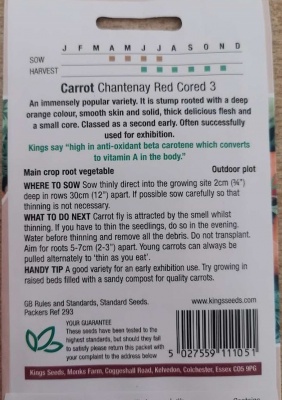 J F M A M J J A S O N D
SOW
HARVEST
Carrot Chantenay Red Cored 3
An immensely popular variety. It is stump rooted with a deep
orange colour, smooth skin and solid, thick delicious flesh and
a small core. Classed as a second early. Often successfully
used for exhibition.
Kings say "high in anti-oxidant beta carotene which converts
to vitamin A in the body."
Main crop root vegetable Outdoor plot
WHERE TO SOW Sow thinly direct into the growing site 2cm (¾")
deep in rows 30cm (12") apart. If possible sow carefully so that
thinning is not necessary.
WHAT TO DO NEXT Carrot fly is attracted by the smell whilst
thinning. If you have to thin the seedlings, do so in the evening.
Water before thinning and remove all the debris. Do not transplant.
Aim for roots 5-7cm (2-3") apart. Young carrots can always be
pulled alternately to 'thin as you eat'.
HANDY TIP A good variety for an early exhibition use. Try growing in
raised beds filled with a sandy compost for quality carrots.
GB Rules and Standards, Standard Seeds.
Packers Ref 293
www.kingsseeds.com
YOUR GUARANTEE
These seeds have been tested to the
highest standards, but should they fail
to satisfy please return this packet with
your complaint to the address below
5 027559 111051
Kings Seeds, Monks Farm, Coggeshall Road, Kelvedon, Colchester, Essex CO5 9PG.